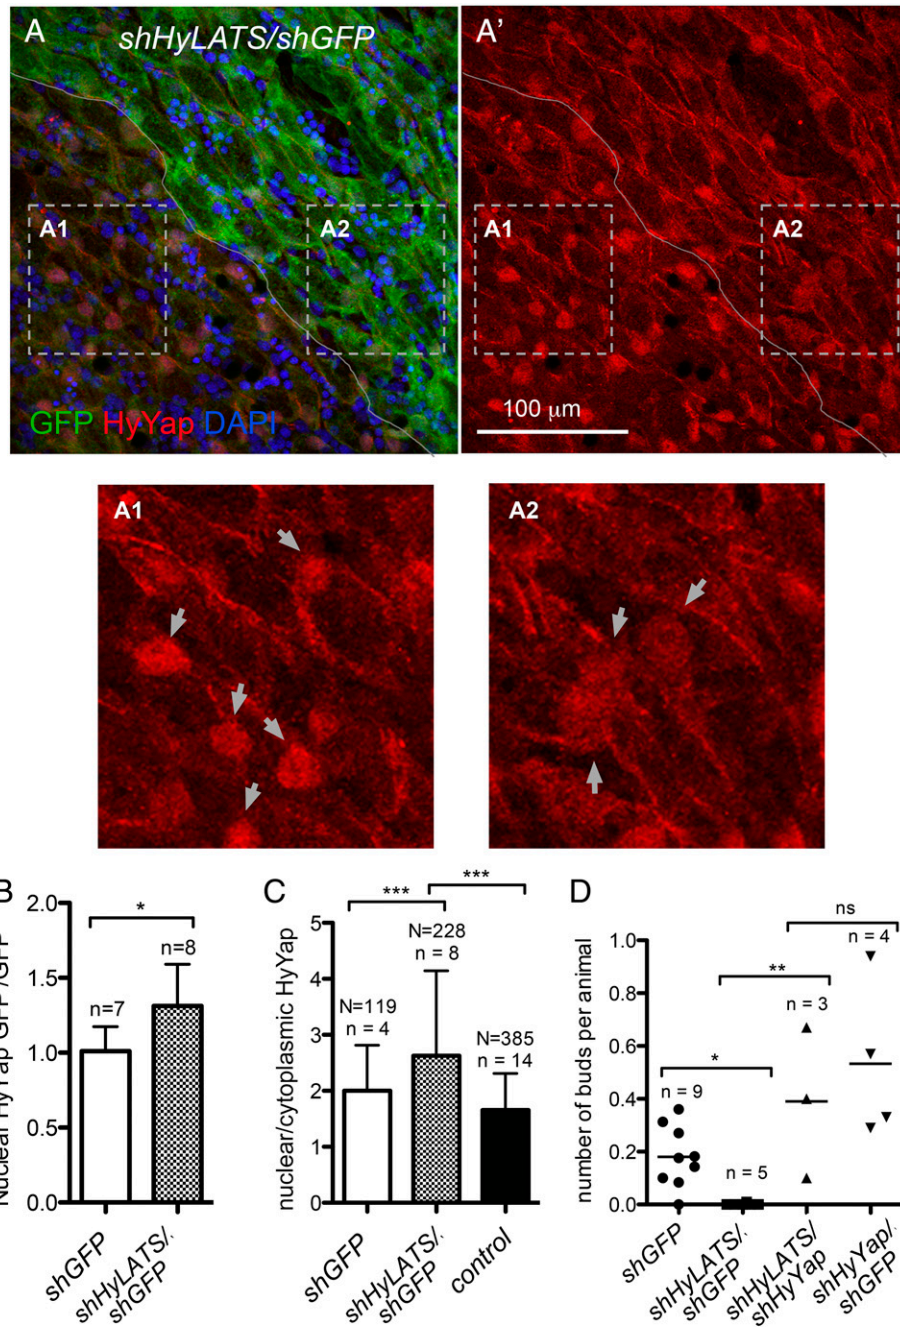 A
shHyLATS/shGFP
A'
A1
A2
A1
A2
GFP HyYap DAPI
100 µm
A1
A2
B
Nuclear HyYap GFP⁻/GFP
2.0
1.5
1.0
0.5
0.0
*
n=7
n=8
shGFP
shHyLATS/
shGFP
C
nuclear/cytoplasmic HyYap
5
4
3
2
1
0
***
***
N=119
n = 4
N=228
n = 8
N=385
n = 14
shGFP
shHyLATS/
shGFP
control
D
number of buds per animal
1.0
0.8
0.6
0.4
0.2
0.0
ns
**
*
n = 9
n = 5
n = 3
n = 4
shGFP
shHyLATS/
shGFP
shHyLATS/
shHyYap
shHyYap/
shGFP